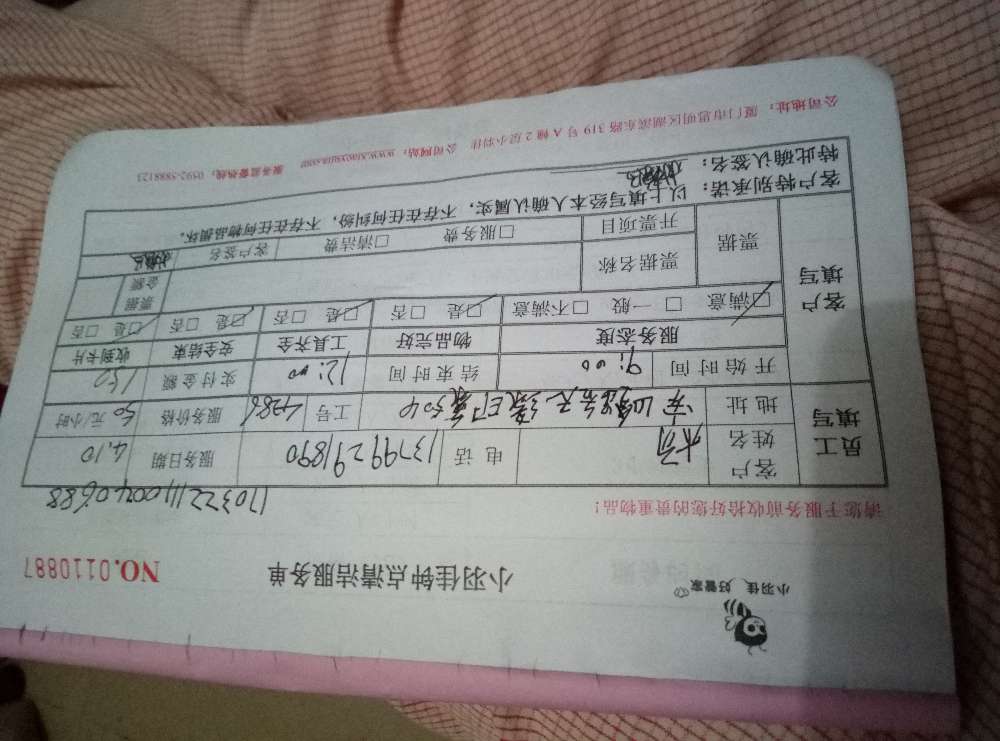 小羽佳 好管家
小羽佳钟点清洁服务单 NO.0110887
请您于服务前收拾好您的贵重物品！ 1103221110040688
员工填写
客户姓名 电话 13799291890 服务日期 4.10
地址 工号 4286 服务价格 50 元/小时
开始时间 9:00 结束时间 12:00 实付金额 150
客户填写
服务态度 物品完好 工具齐全 安全结束 收到卡片
☑满意 □一般 □不满意 ☑是 □否 ☑是 □否 ☑是 □否 ☑是 □否
票据 票据名称 票据金额
开票项目 □服务费 □清洁费 客户签名
客户特别承诺：以上填写经本人确认属实，不存在任何纠纷，不存在任何物品损坏。
特此确认签名：
公司地址：厦门市思明区湖滨东路319号A幢2层小羽佳 公司网站：www.xiaoyujia.com 服务监督热线：0592-5888123